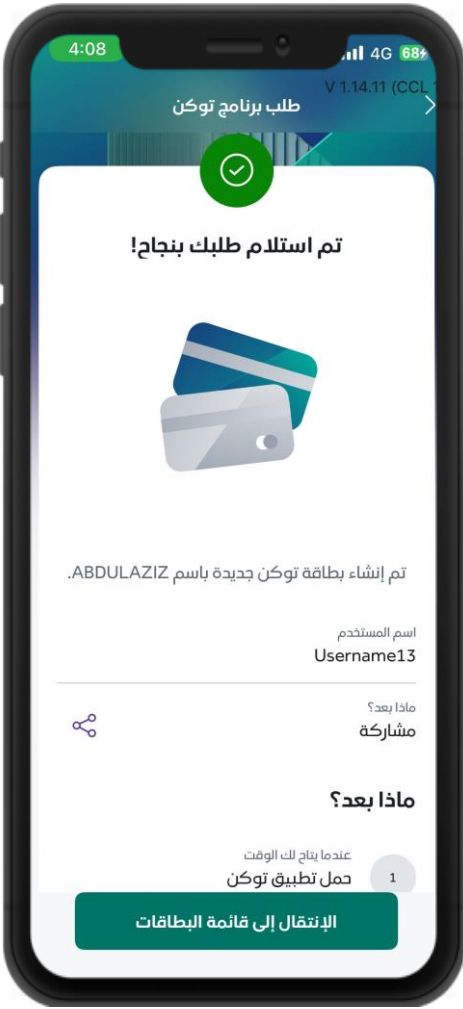 4:08
4G 68
V 1.14.11 (CCL
طلب برنامج توكن
تم استلام طلبك بنجاح!
تم إنشاء بطاقة توكن جديدة باسم ABDULAZIZ.
اسم المستخدم
Username13
ماذا بعد؟
مشاركة
ماذا بعد؟
عندما يتاح لك الوقت
1 حمل تطبيق توكن
الإنتقال إلى قائمة البطاقات